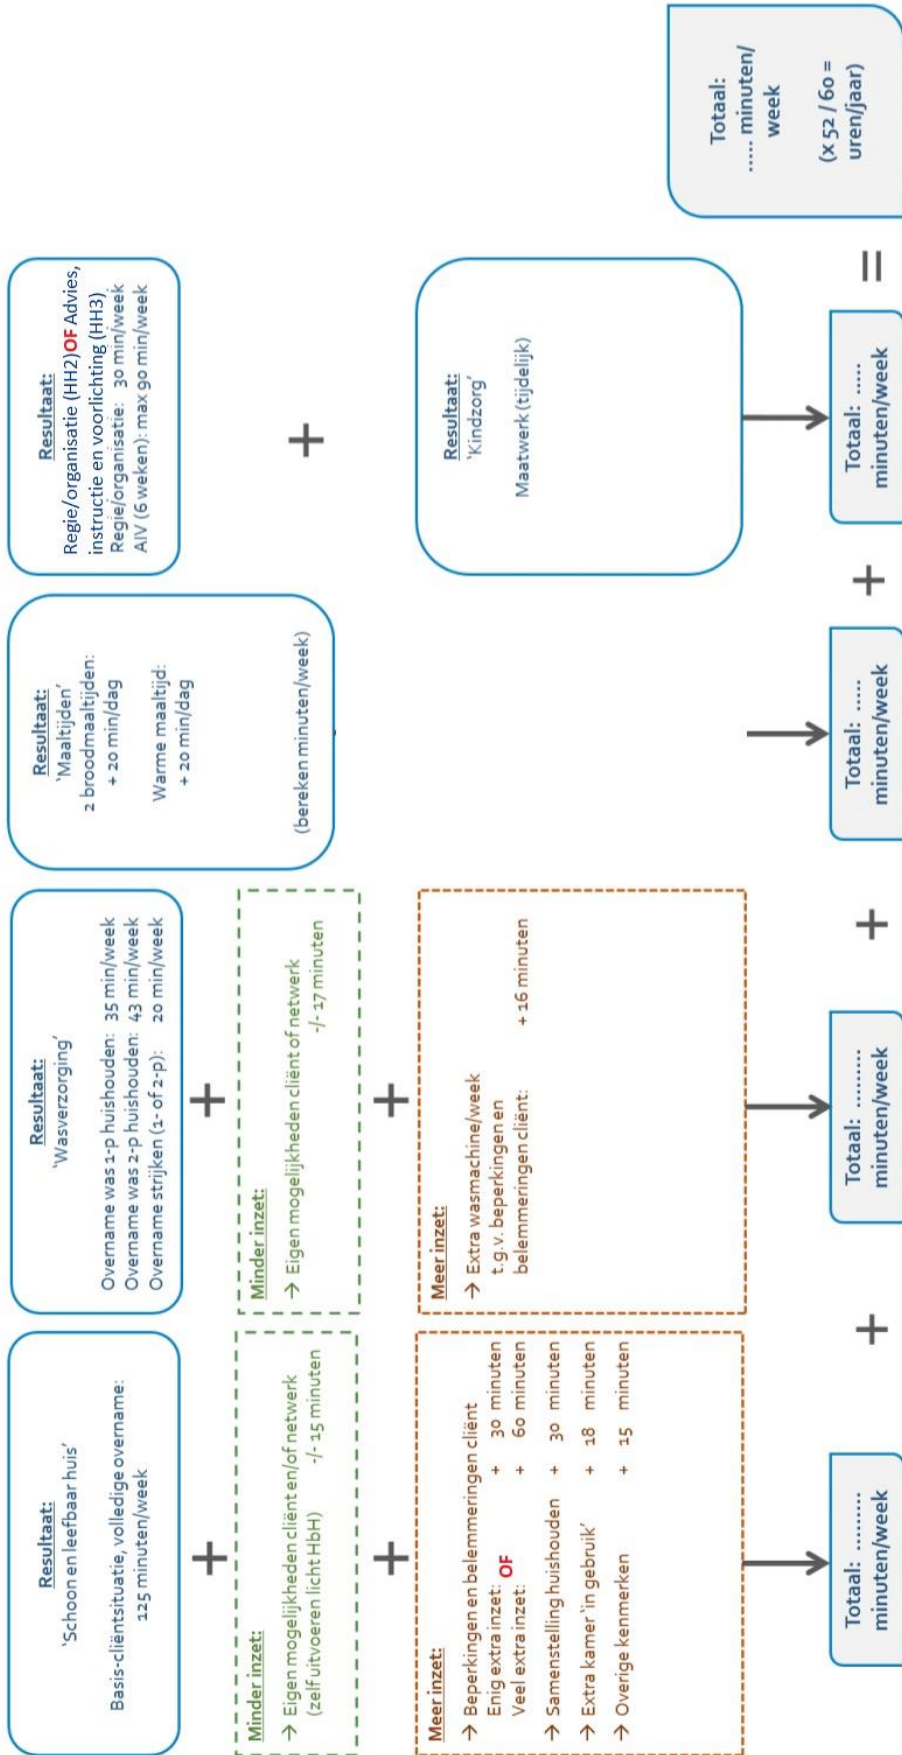 Resultaat:
‘Schoon en leefbaar huis’
Basis-cliëntsituatie, volledige overname:
125 minuten/week
+
Minder inzet:
→ Eigen mogelijkheden cliënt en/of netwerk
(zelf uitvoeren licht HbH) -/- 15 minuten
+
Meer inzet:
→ Beperkingen en belemmeringen cliënt
Enig extra inzet: + 30 minuten
OF
Veel extra inzet: + 60 minuten
→ Samenstelling huishouden + 30 minuten
→ Extra kamer ‘in gebruik’ + 18 minuten
→ Overige kenmerken + 15 minuten
Totaal: .........
minuten/week
+
Resultaat:
‘Wasverzorging’
Overname was 1-p huishouden: 35 min/week
Overname was 2-p huishouden: 43 min/week
Overname strijken (1- of 2-p): 20 min/week
+
Minder inzet:
→ Eigen mogelijkheden cliënt of netwerk
-/- 17 minuten
+
Meer inzet:
→ Extra wasmachine/week
t.g.v. beperkingen en
belemmeringen cliënt: + 16 minuten
Totaal: .........
minuten/week
+
Resultaat:
‘Maaltijden’
2 broodmaaltijden:
+ 20 min/dag
Warme maaltijd:
+ 20 min/dag
(bereken minuten/week)
Totaal: .....
minuten/week
+
Resultaat:
Regie/organisatie (HH2) OF Advies,
instructie en voorlichting (HH3)
Regie/organisatie: 30 min/week
AIV (6 weken): max 90 min/week
+
Resultaat:
‘Kindzorg’
Maatwerk (tijdelijk)
Totaal: .....
minuten/week
=
Totaal:
..... minuten/
week
(x 52 / 60 =
uren/jaar)